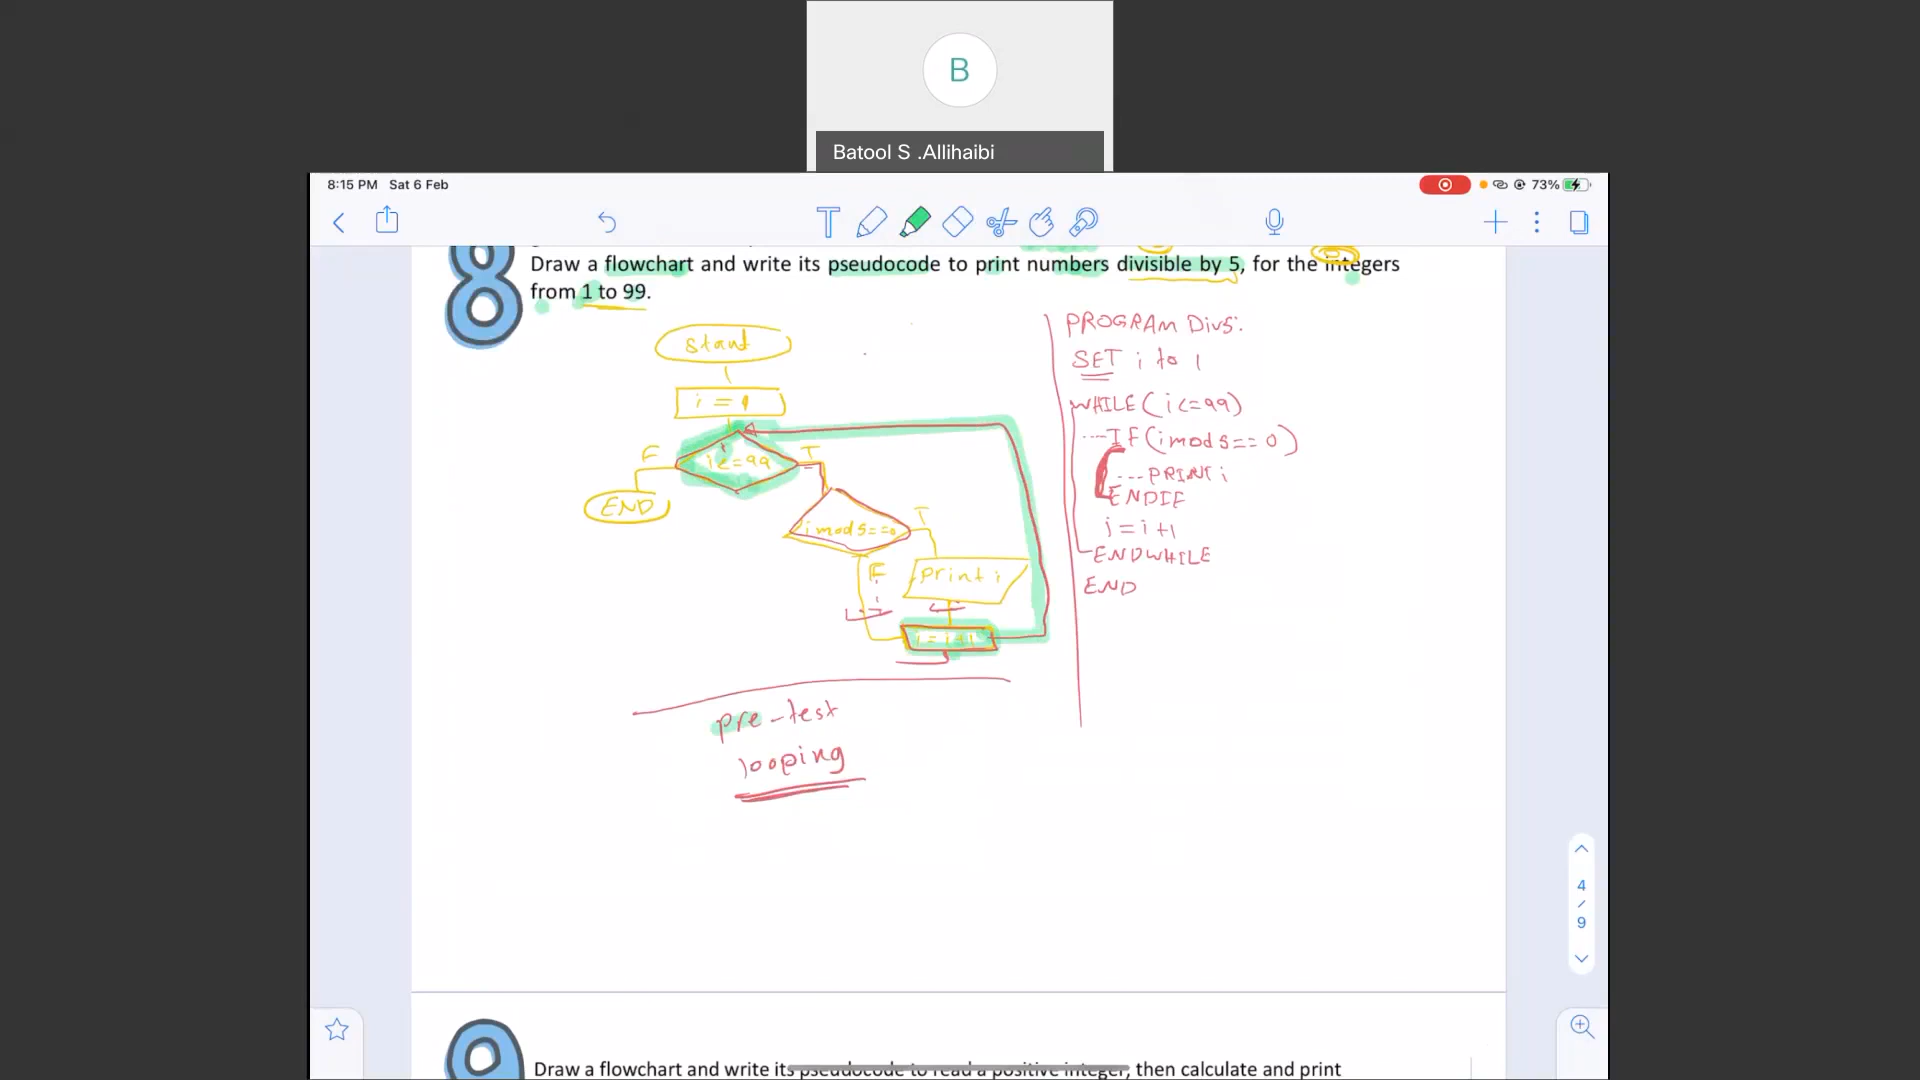 B
Batool S .Allihaibi
8:15 PM Sat 6 Feb
73%
T
8
Draw a flowchart and write its pseudocode to print numbers divisible by 5, for the integers
from 1 to 99.
start
i = 1
i<=99
F
T
END
i mod 5==0
T
F
print i
i = i+1
pre-test
looping
PROGRAM Div5:
SET i to 1
WHILE (i<=99)
IF (i mod 5==0)
PRINT i
ENDIF
i = i+1
ENDWHILE
END
4
/
9
9
Draw a flowchart and write its pseudocode to read a positive integer, then calculate and print